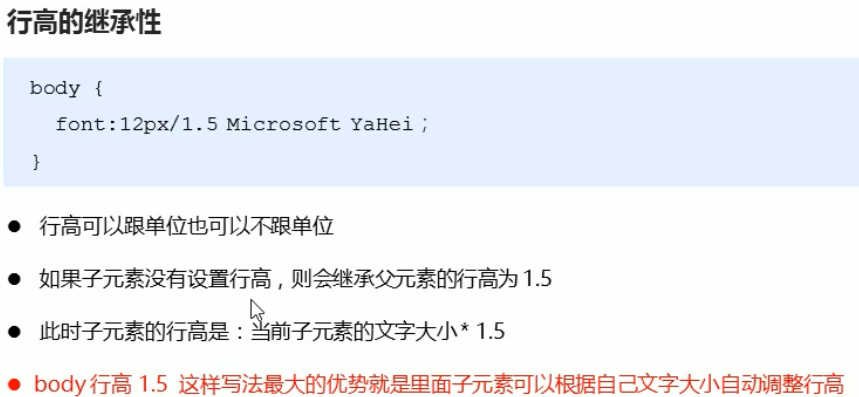 行高的继承性
body {
font:12px/1.5 Microsoft YaHei；
}
● 行高可以跟单位也可以不跟单位
● 如果子元素没有设置行高，则会继承父元素的行高为1.5
● 此时子元素的行高是：当前子元素的文字大小* 1.5
● body 行高 1.5 这样写法最大的优势就是里面子元素可以根据自己文字大小自动调整行高